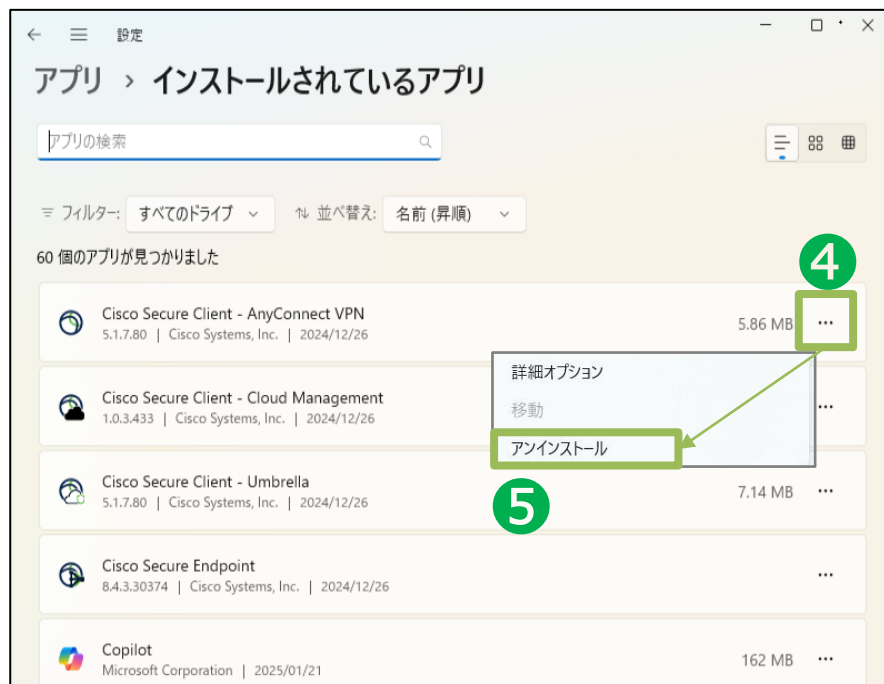 設定
アプリ › インストールされているアプリ
アプリの検索
フィルター: すべてのドライブ 並べ替え: 名前 (昇順)
60 個のアプリが見つかりました
4
Cisco Secure Client - AnyConnect VPN
5.1.7.80 | Cisco Systems, Inc. | 2024/12/26
5.86 MB
詳細オプション
移動
アンインストール
5
Cisco Secure Client - Cloud Management
1.0.3.433 | Cisco Systems, Inc. | 2024/12/26
Cisco Secure Client - Umbrella
5.1.7.80 | Cisco Systems, Inc. | 2024/12/26
7.14 MB
Cisco Secure Endpoint
8.4.3.30374 | Cisco Systems, Inc. | 2024/12/26
Copilot
Microsoft Corporation | 2025/01/21
162 MB